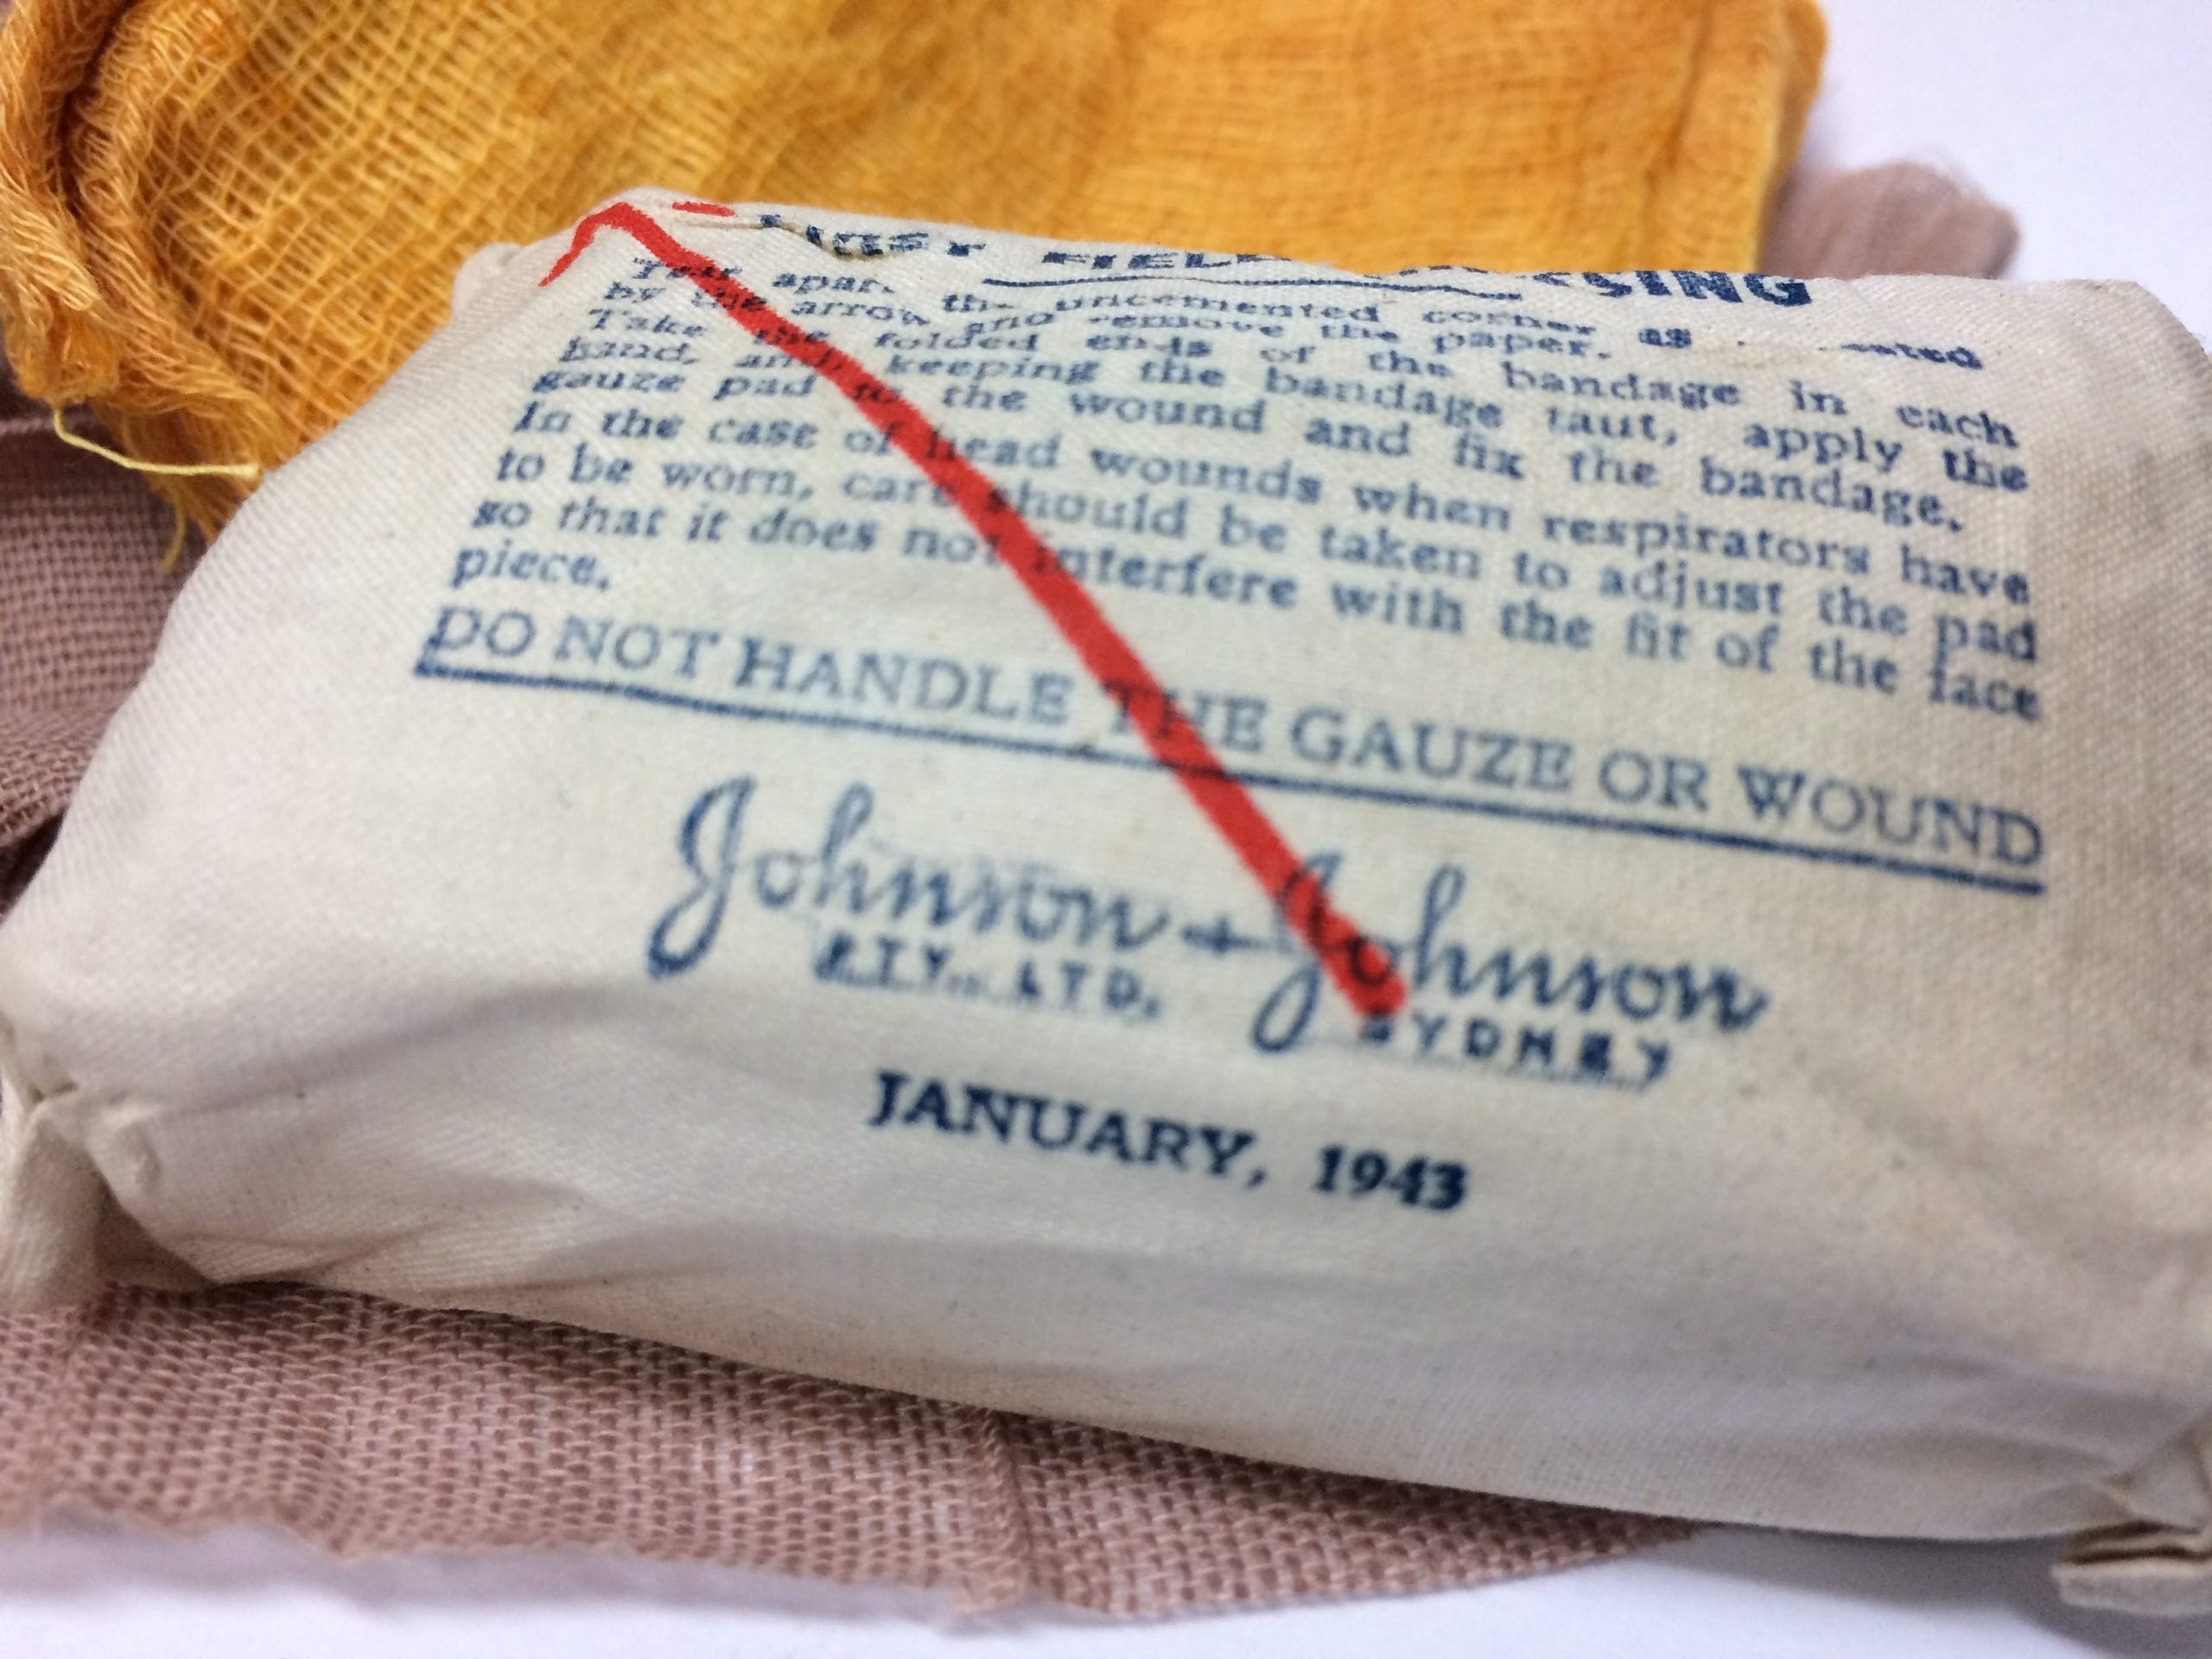 FIRST FIELD DRESSING
Tear apart the uncemented corner as indicated
by the arrow and remove the paper.
Take the folded ends of the bandage in each
hand, and, keeping the bandage taut, apply the
gauze pad to the wound and fix the bandage.
In the case of head wounds when respirators have
to be worn, care should be taken to adjust the pad
so that it does not interfere with the fit of the face
piece.
DO NOT HANDLE THE GAUZE OR WOUND
Johnson + Johnson
PTY. LTD. SYDNEY
JANUARY, 1943